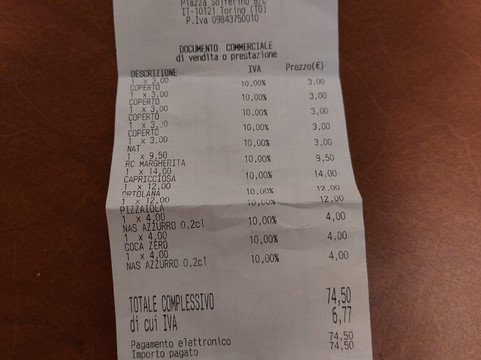 Piazza Solferino
IT-10121 Torino (TO)
P.Iva 09843750010
DOCUMENTO COMMERCIALE
di vendita o prestazione
DESCRIZIONE IVA Prezzo(€)
1 x 3,00
COPERTO 10,00% 3,00
1 x 3,00
COPERTO 10,00% 3,00
1 x 3,00
COPERTO 10,00% 3,00
1 x 3,00
COPERTO 10,00% 3,00
1 x 3,00
NAT 10,00% 3,00
1 x 9,50
RC MARGHERITA 10,00% 9,50
1 x 14,00
CAPRICCIOSA 10,00% 14,00
1 x 12,00
ORTOLANA 10,00% 12,00
1 x 12,00
PIZZAIOLA 10,00% 12,00
1 x 4,00
NAS AZZURRO 0,2cl 10,00% 4,00
1 x 4,00
COCA ZERO 10,00% 4,00
1 x 4,00
NAS AZZURRO 0,2cl 10,00% 4,00
TOTALE COMPLESSIVO 74,50
di cui IVA 6,77
Pagamento elettronico 74,50
Importo pagato 74,50